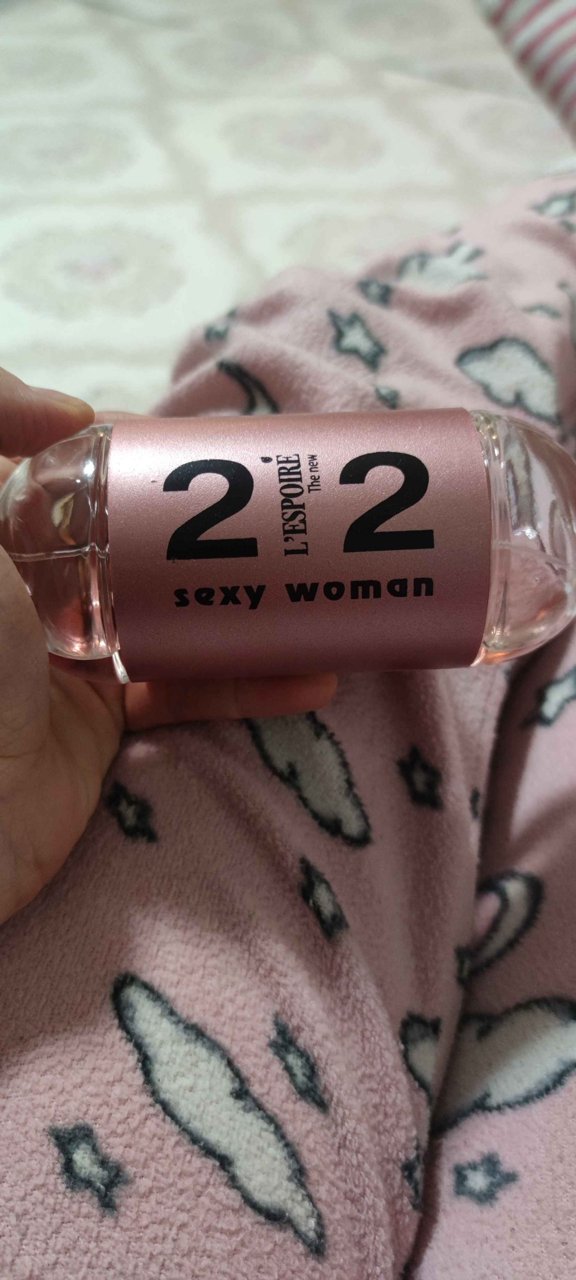 2 2
L'ESPOIRE
The new
sexy woman